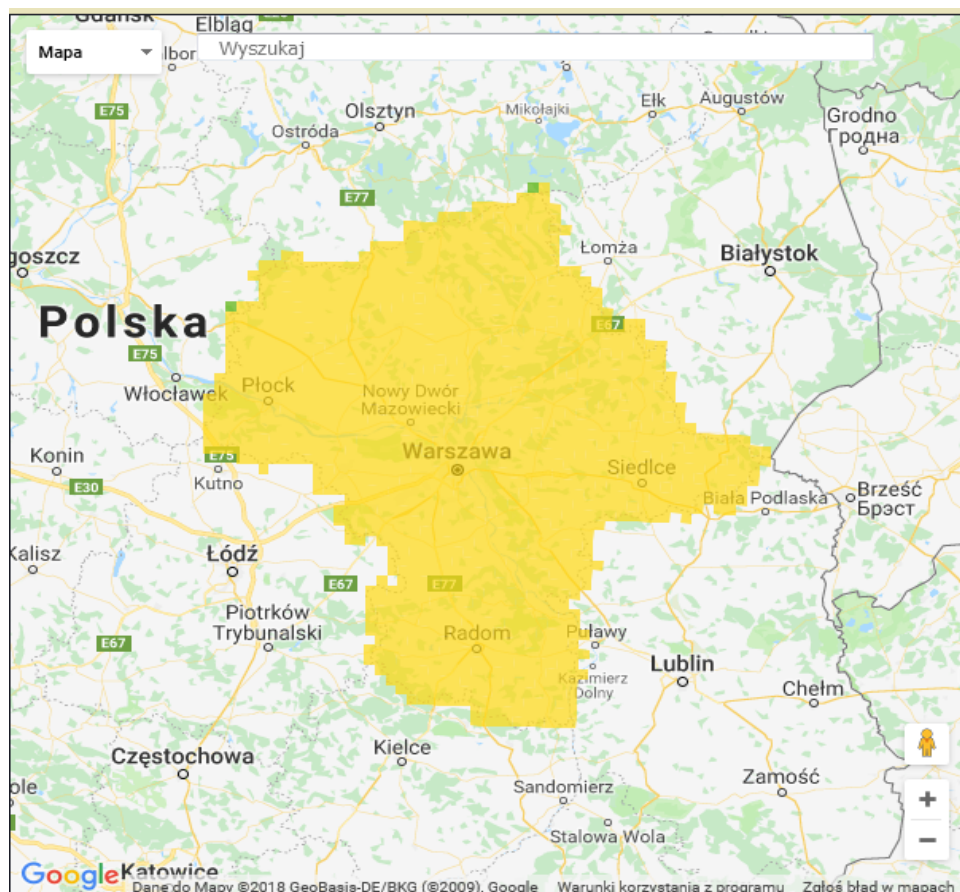 Gdańsk
Elbląg
Mapa
Wyszukaj
E75
Olsztyn
Mikołajki
Ełk
Augustów
Grodno
Гродна
Ostróda
E77
goszcz
Łomża
Białystok
Polska
E67
E75
Włocławek
Płock
Nowy Dwór
Mazowiecki
Warszawa
Siedlce
Konin
E75
E30
Kutno
Biała Podlaska
Brześć
Брэст
Kalisz
Łódź
E67
E77
Piotrków
Trybunalski
Radom
Puławy
E67
Lublin
Kazimierz
Dolny
Chełm
Kielce
Częstochowa
ole
Sandomierz
Zamość
Stalowa Wola
Google
Katowice
Dane do Mapy ©2018 GeoBasis-DE/BKG (©2009), Google Warunki korzystania z programu Zgłoś błąd w mapach